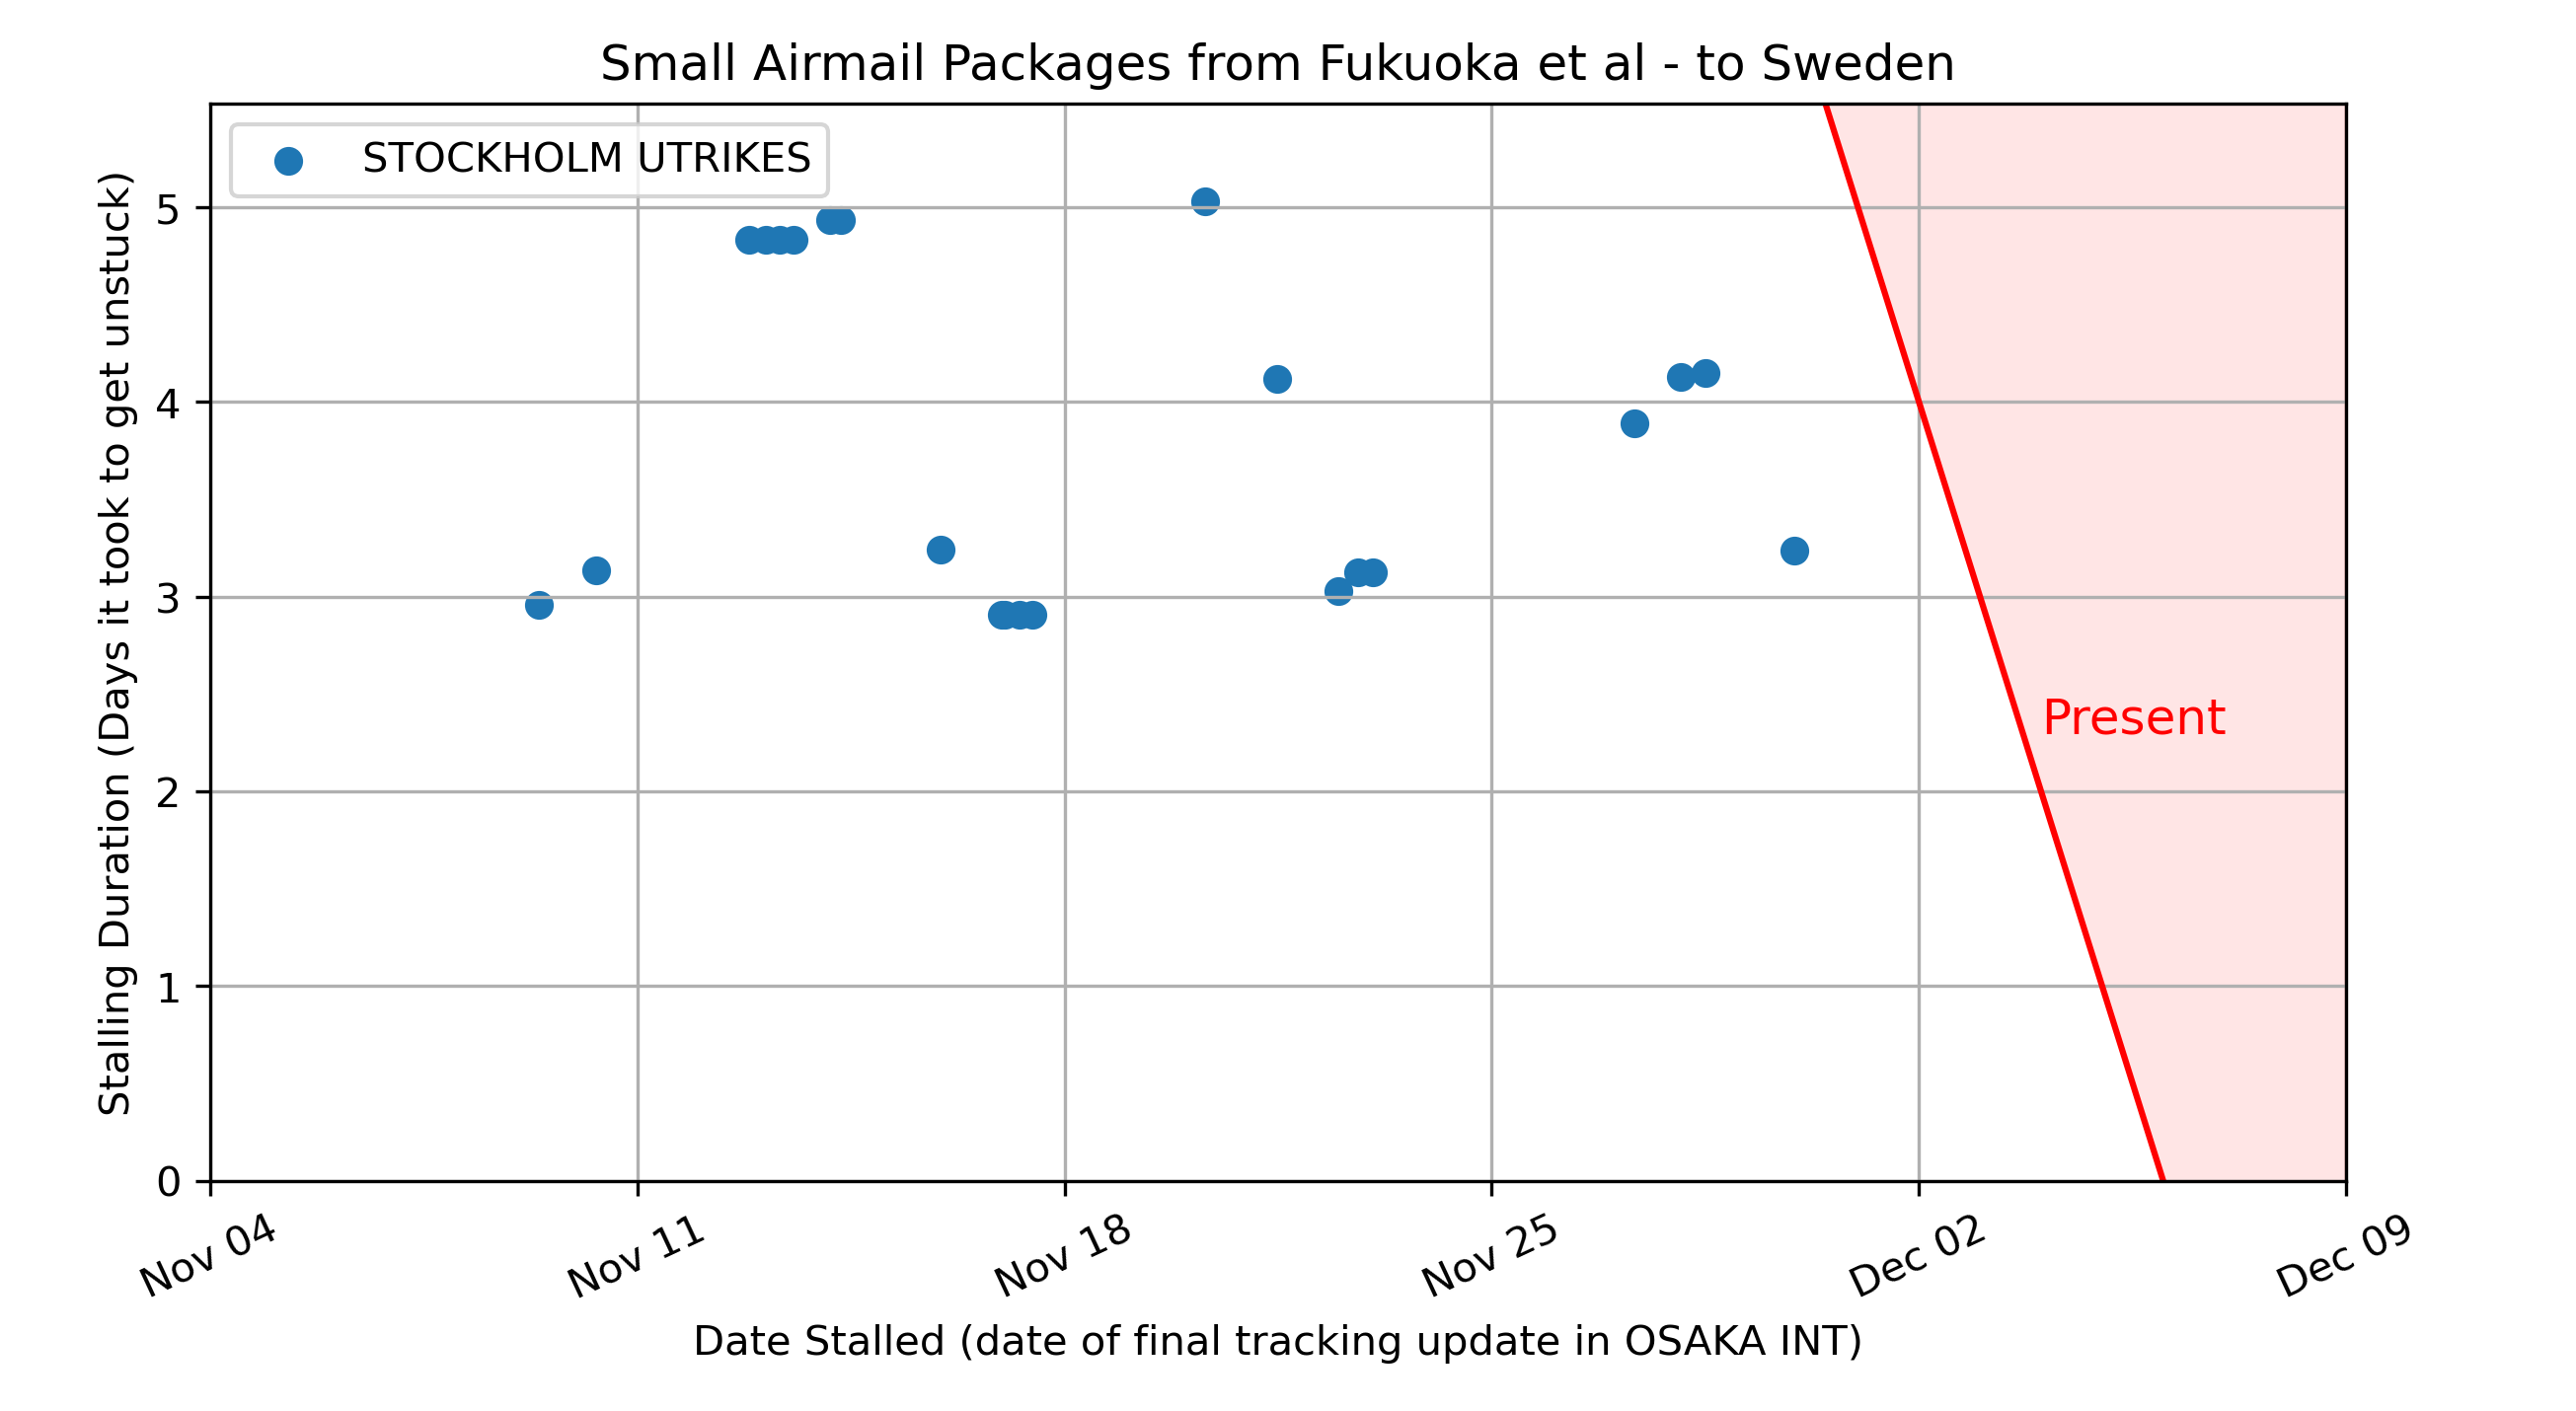 Small Airmail Packages from Fukuoka et al - to Sweden
STOCKHOLM UTRIKES
Stalling Duration (Days it took to get unstuck)
5
4
3
2
1
0
Present
Nov 04
Nov 11
Nov 18
Nov 25
Dec 02
Dec 09
Date Stalled (date of final tracking update in OSAKA INT)